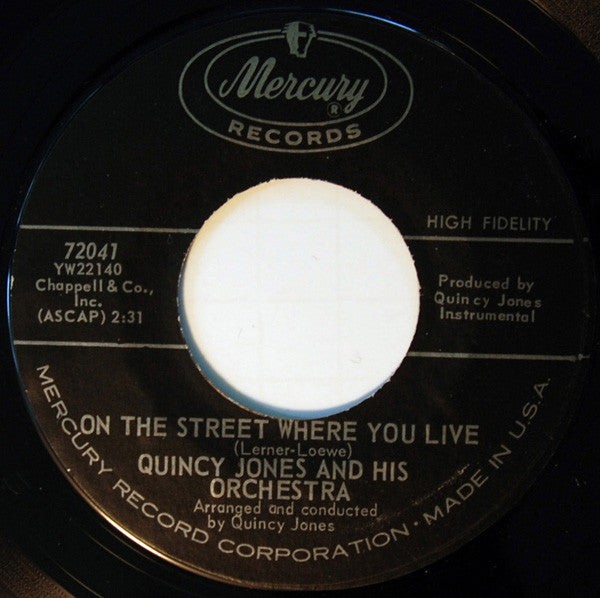 Mercury
®
RECORDS
HIGH FIDELITY
72041
YW22140
Chappell & Co.,
Inc.
(ASCAP) 2:31
Produced by
Quincy Jones
Instrumental
ON THE STREET WHERE YOU LIVE
(Lerner-Loewe)
QUINCY JONES AND HIS
ORCHESTRA
Arranged and conducted
by Quincy Jones
MERCURY RECORD CORPORATION • MADE IN U.S.A.